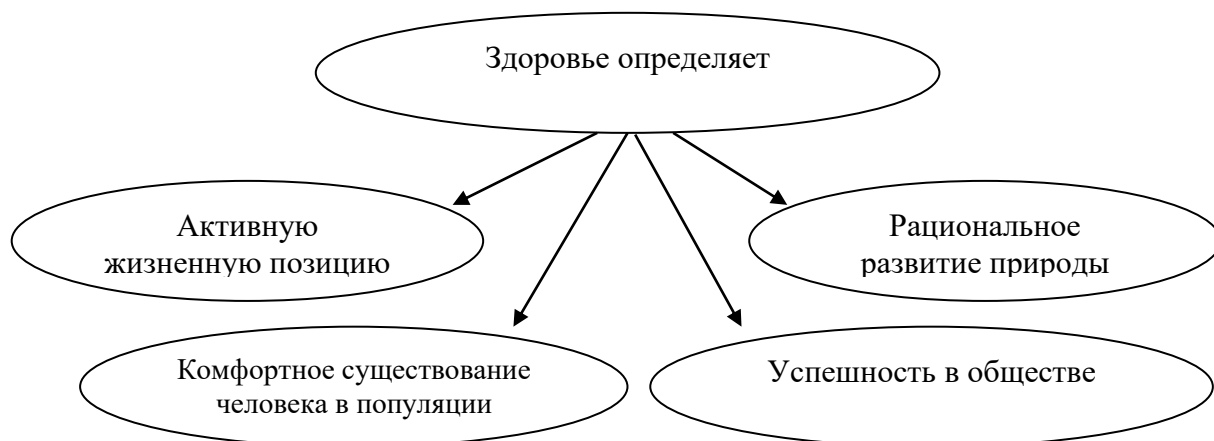 Здоровье определяет
Активную
жизненную позицию
Рациональное
развитие природы
Комфортное существование
человека в популяции
Успешность в обществе